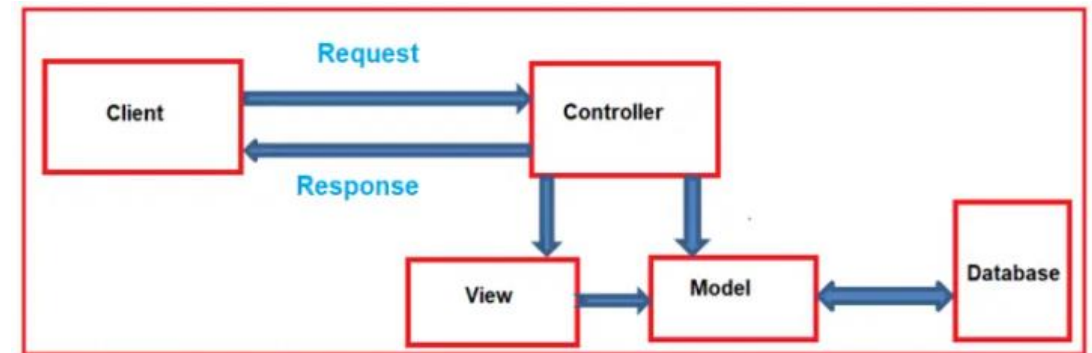 Request
Client
Controller
Response
View
Model
Database